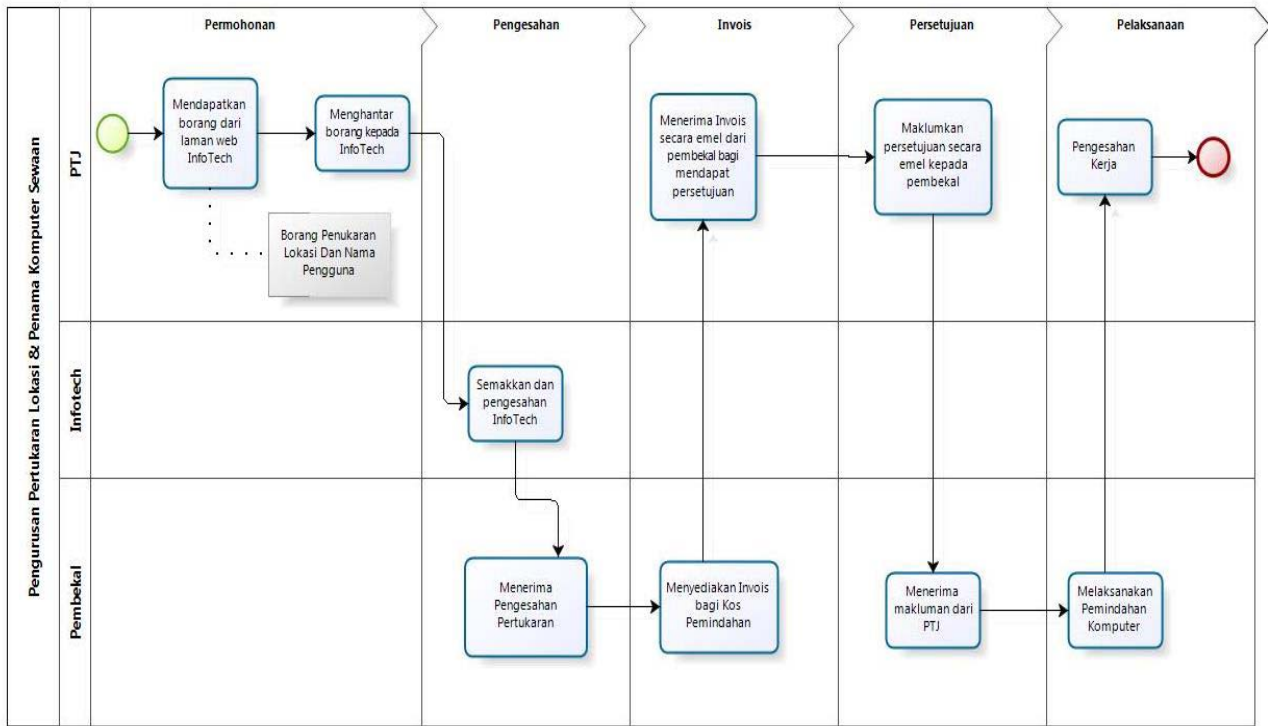 Pengurusan Pertukaran Lokasi & Penama Komputer Sewaan
Permohonan
Pengesahan
Invois
Persetujuan
Pelaksanaan
PTJ
Mendapatkan
borang dari
laman web
InfoTech
Menghantar
borang kepada
InfoTech
Borang Penukaran
Lokasi Dan Nama
Pengguna
Menerima Invois
secara emel dari
pembekal bagi
mendapat
persetujuan
Maklumkan
persetujuan
secara emel kepada
pembekal
Pengesahan
Kerja
Infotech
Semakkan dan
pengesahan
InfoTech
Pembekal
Menerima
Pengesahan
Pertukaran
Menyediakan Invois
bagi Kos
Pemindahan
Menerima
makluman dari
PTJ
Melaksanakan
Pemindahan
Komputer